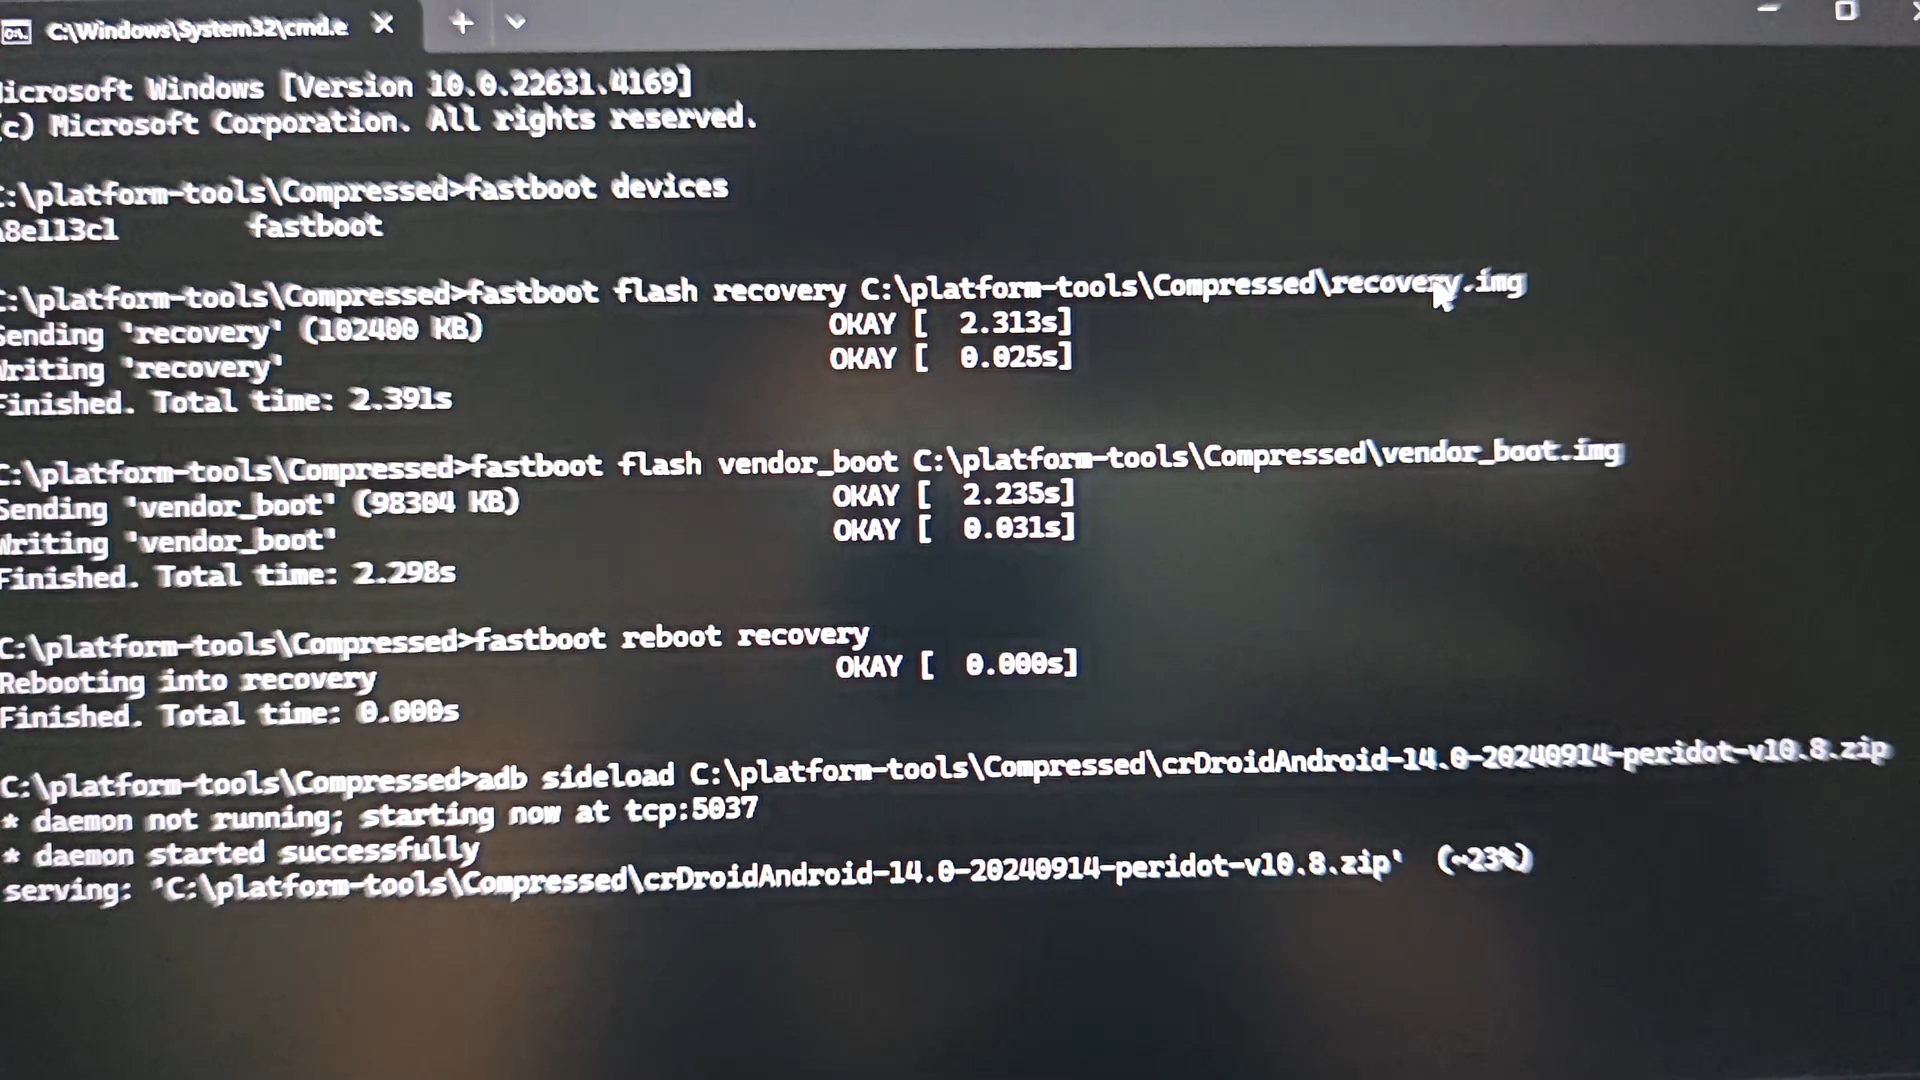 C:\Windows\System32\cmd.e
icrosoft Windows [Version 10.0.22631.4169]
c) Microsoft Corporation. All rights reserved.
:\platform-tools\Compressed>fastboot devices
8e113c1 fastboot
:\platform-tools\Compressed>fastboot flash recovery C:\platform-tools\Compressed\recovery.img
Sending 'recovery' (102400 KB) OKAY [ 2.313s]
Writing 'recovery' OKAY [ 0.025s]
Finished. Total time: 2.391s
C:\platform-tools\Compressed>fastboot flash vendor_boot C:\platform-tools\Compressed\vendor_boot.img
Sending 'vendor_boot' (98304 KB) OKAY [ 2.235s]
Writing 'vendor_boot' OKAY [ 0.031s]
Finished. Total time: 2.298s
C:\platform-tools\Compressed>fastboot reboot recovery
Rebooting into recovery OKAY [ 0.000s]
Finished. Total time: 0.000s
C:\platform-tools\Compressed>adb sideload C:\platform-tools\Compressed\crDroidAndroid-14.0-20240914-peridot-v10.8.zip
* daemon not running; starting now at tcp:5037
* daemon started successfully
serving: 'C:\platform-tools\Compressed\crDroidAndroid-14.0-20240914-peridot-v10.8.zip' (~23%)